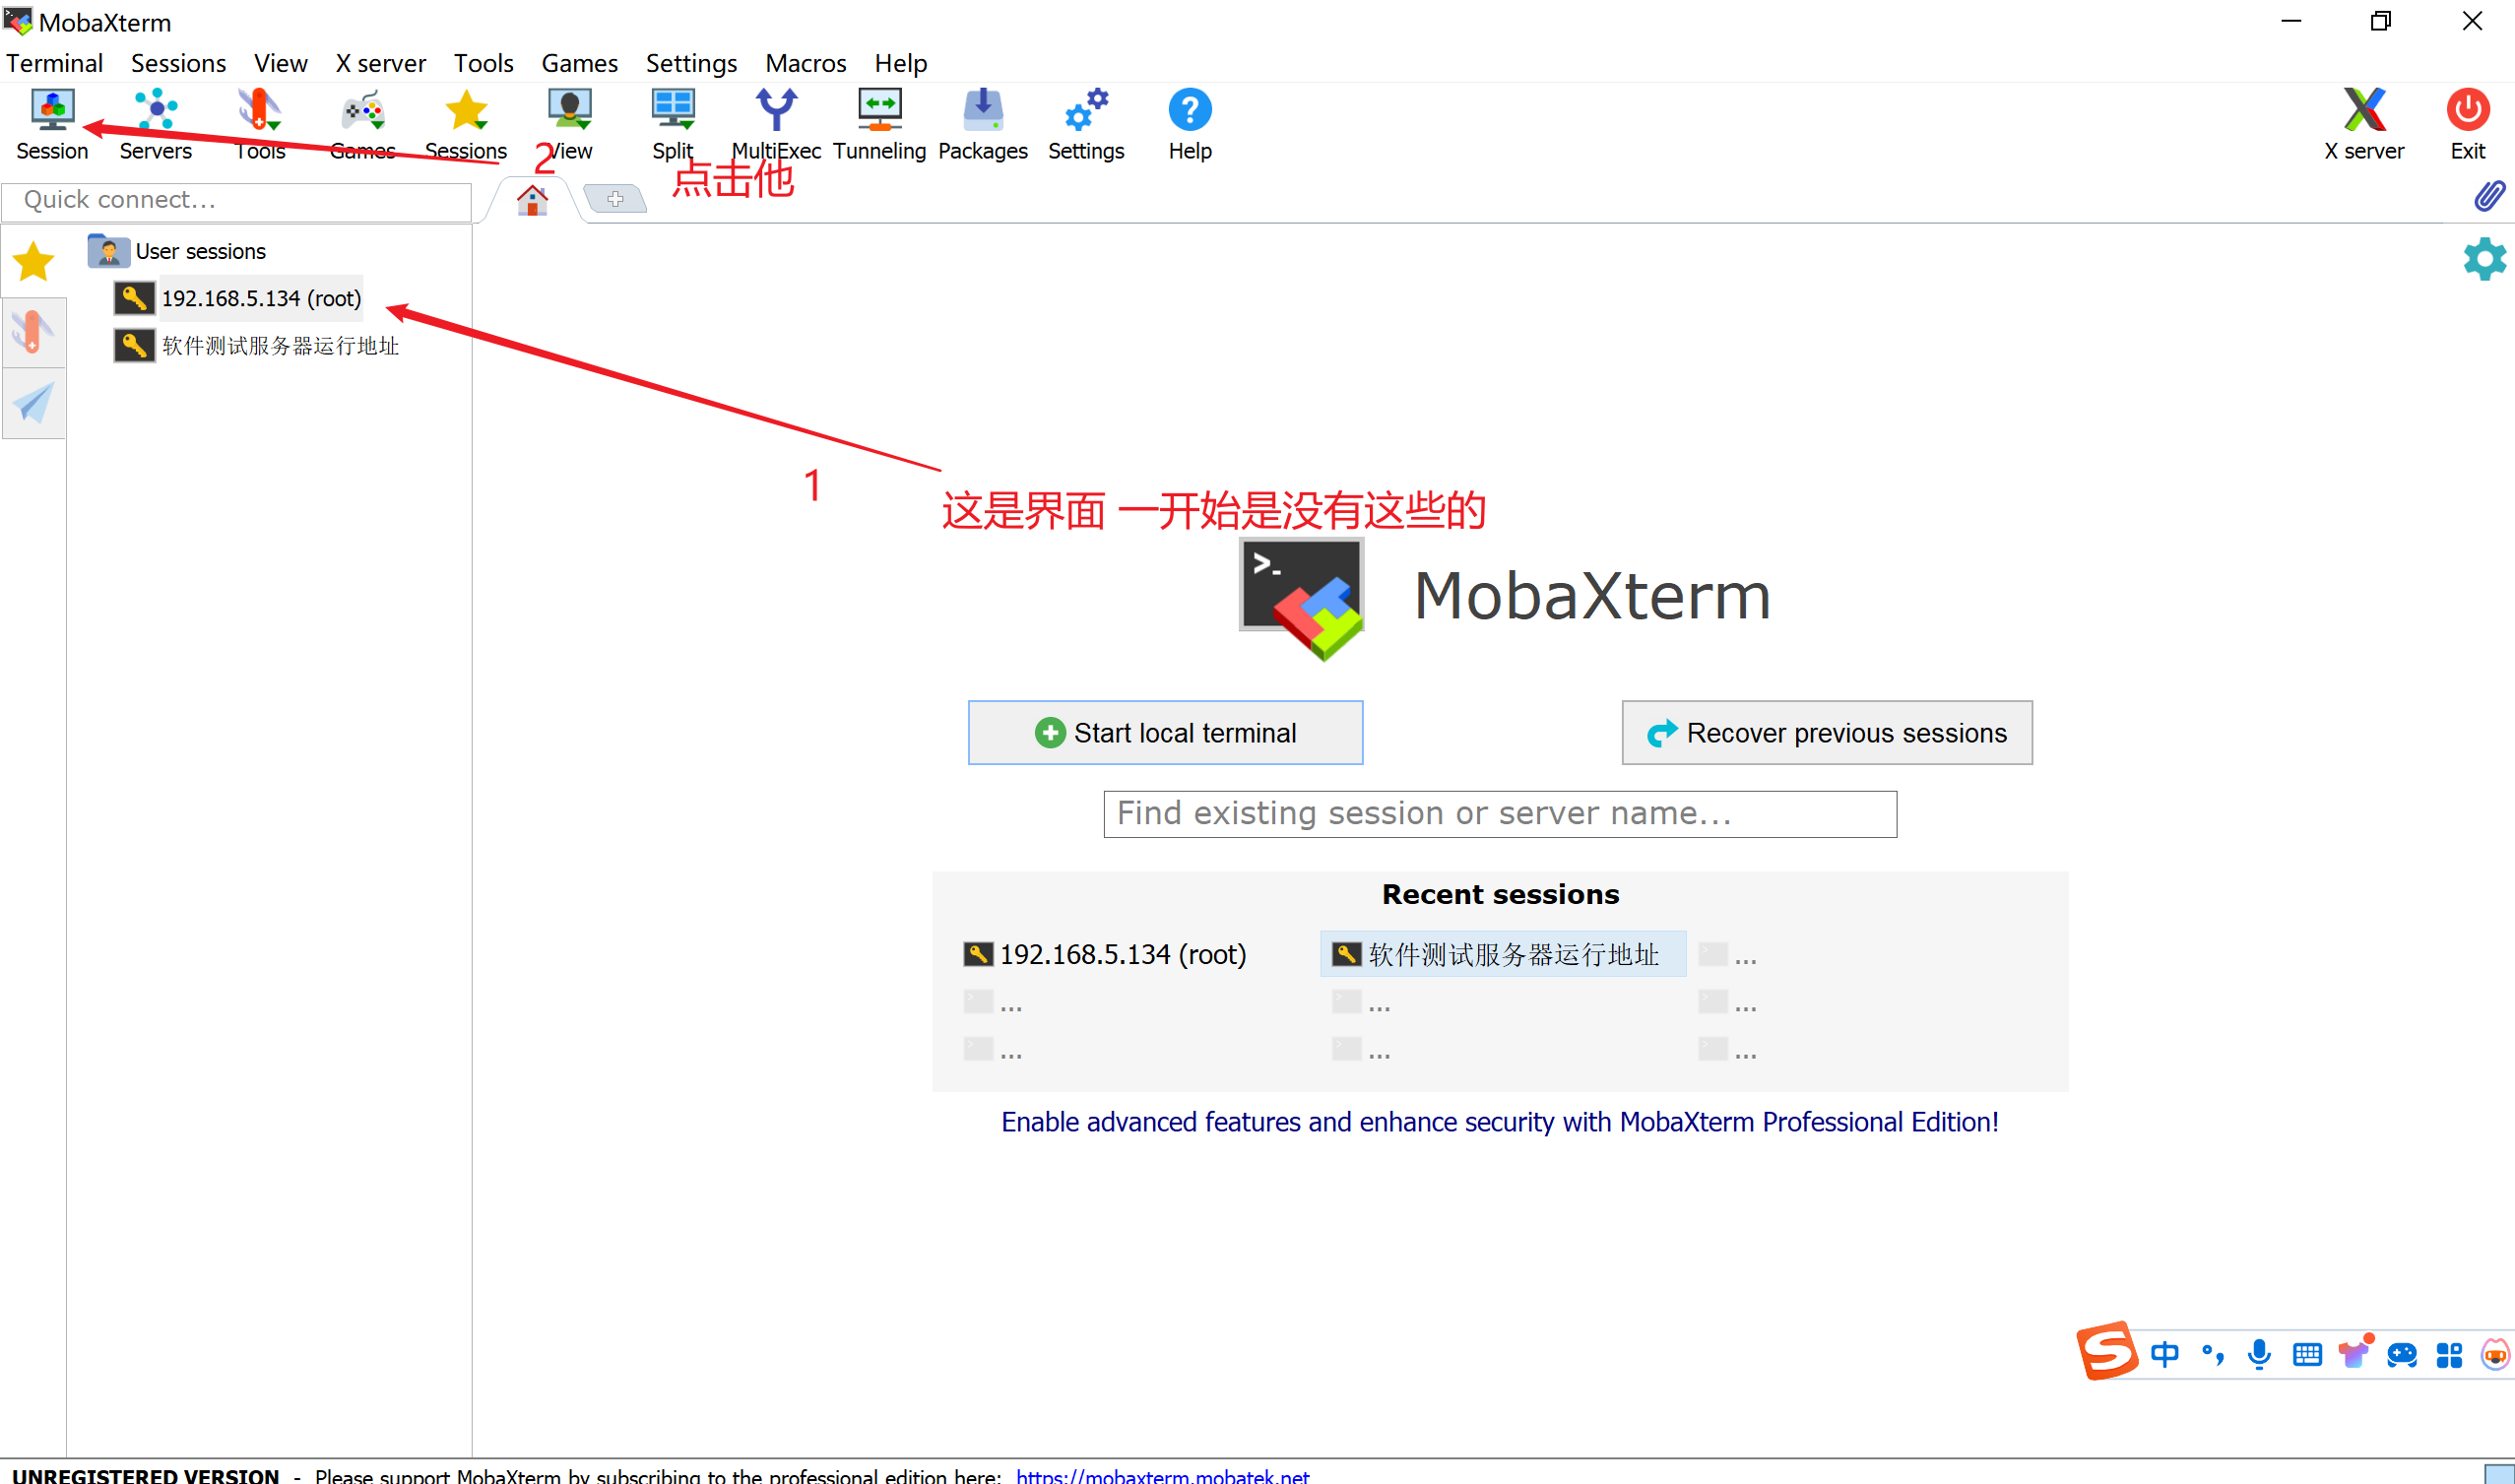 MobaXterm
Terminal Sessions View X server Tools Games Settings Macros Help
Session Servers Tools Games Sessions View Split MultiExec Tunneling Packages Settings Help X server Exit
2
点击他
Quick connect...
User sessions
192.168.5.134 (root)
软件测试服务器运行地址
1
这是界面 一开始是没有这些的
MobaXterm
Start local terminal Recover previous sessions
Find existing session or server name...
Recent sessions
192.168.5.134 (root) 软件测试服务器运行地址 ...
... ... ...
... ... ...
Enable advanced features and enhance security with MobaXterm Professional Edition!
中
UNREGISTERED VERSION - Please support MobaXterm by subscribing to the professional edition here: https://mobaxterm.mobatek.net